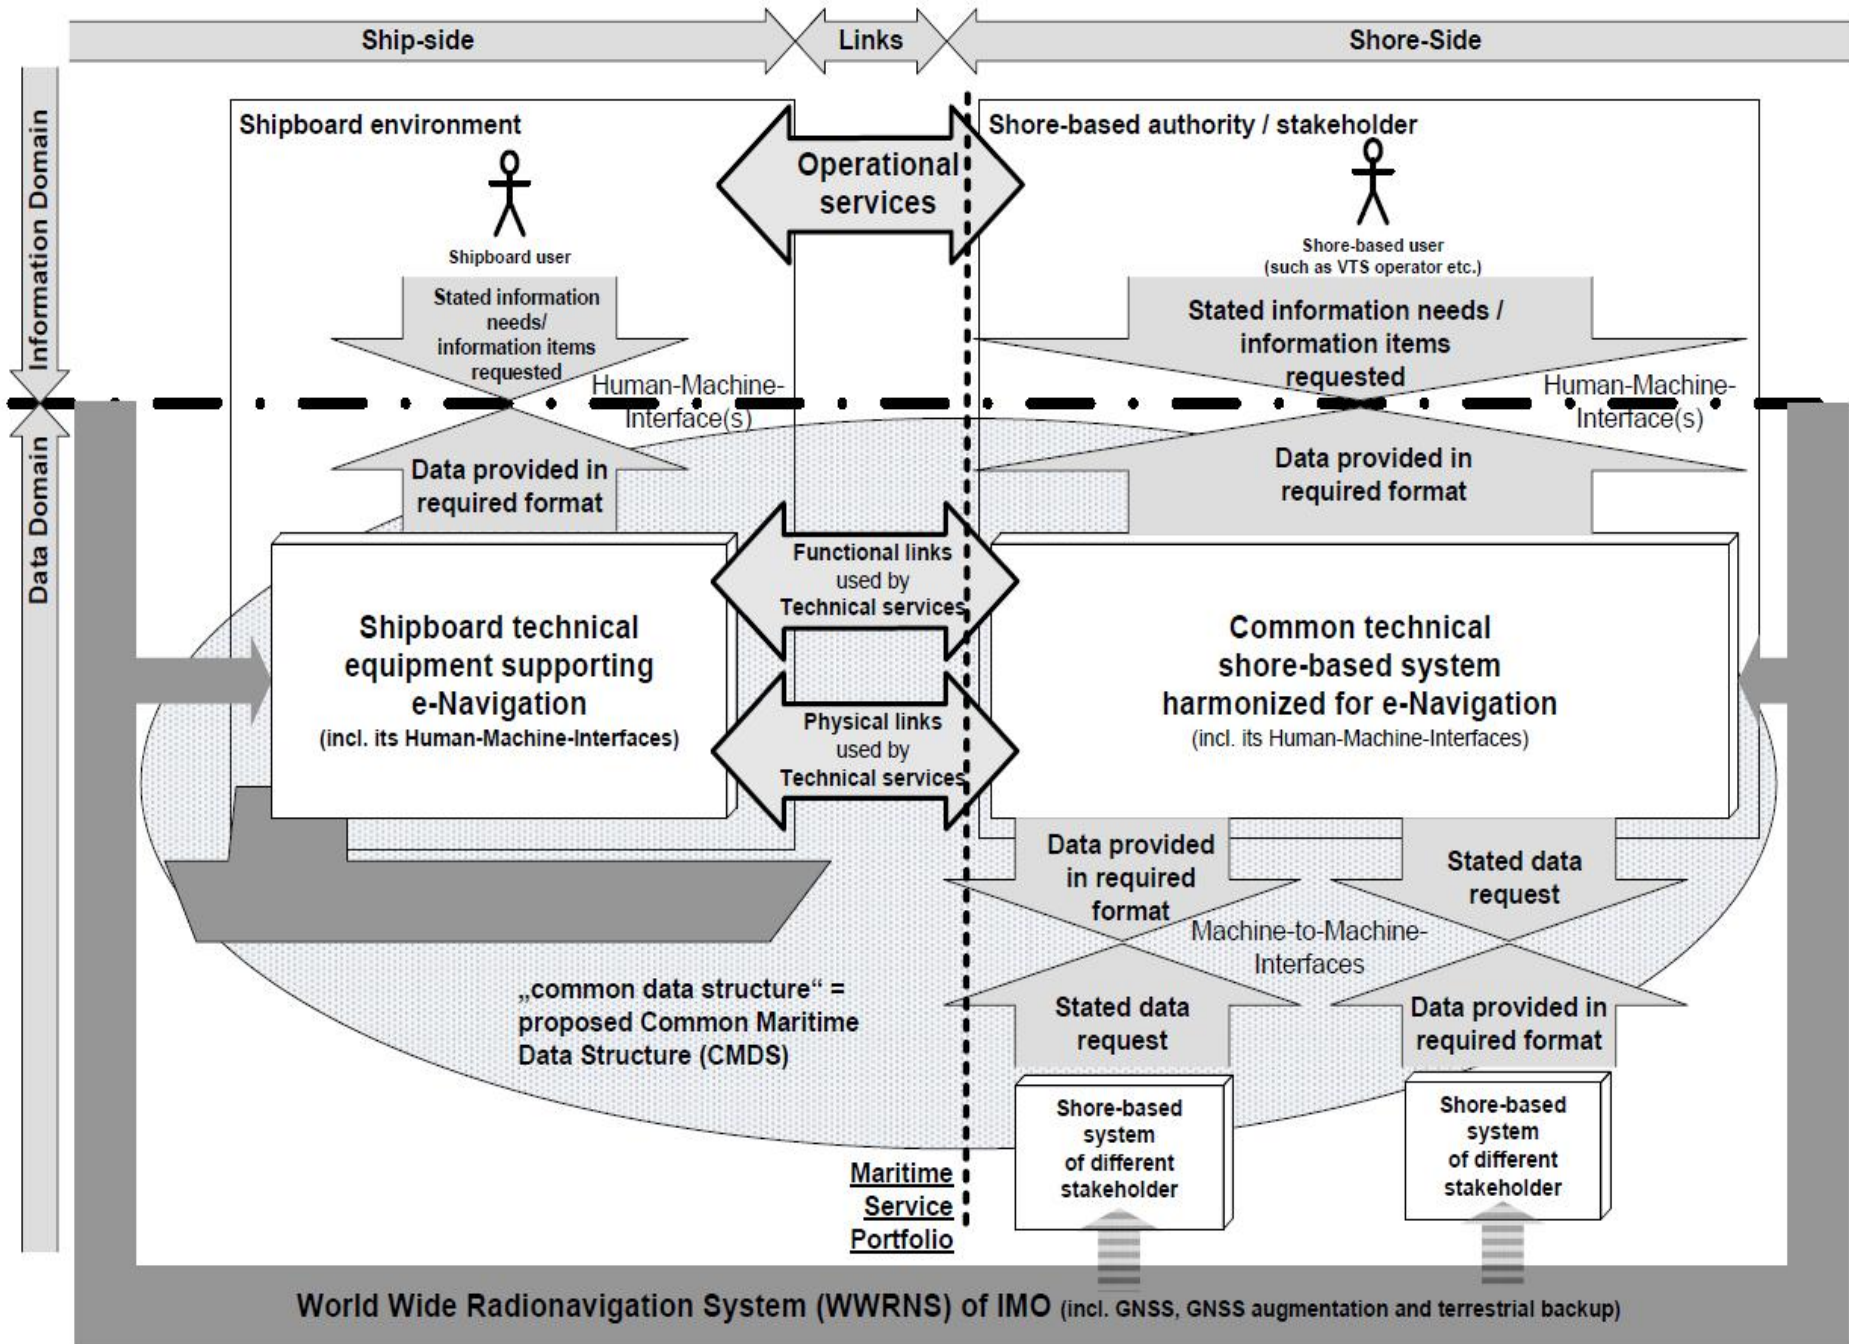 Ship-side
Links
Shore-Side
Information Domain
Data Domain
Shipboard environment
Shipboard user
Stated information
needs/
information items
requested
Human-Machine-
Interface(s)
Data provided in
required format
Shipboard technical
equipment supporting
e-Navigation
(incl. its Human-Machine-Interfaces)
Operational
services
Functional links
used by
Technical services
Physical links
used by
Technical services
Shore-based authority / stakeholder
Shore-based user
(such as VTS operator etc.)
Stated information needs /
information items
requested
Human-Machine-
Interface(s)
Data provided in
required format
Common technical
shore-based system
harmonized for e-Navigation
(incl. its Human-Machine-Interfaces)
Data provided
in required
format
Stated data
request
Machine-to-Machine-
Interfaces
Stated data
request
Data provided in
required format
Shore-based
system
of different
stakeholder
Shore-based
system
of different
stakeholder
„common data structure“ =
proposed Common Maritime
Data Structure (CMDS)
Maritime
Service
Portfolio
World Wide Radionavigation System (WWRNS) of IMO (incl. GNSS, GNSS augmentation and terrestrial backup)